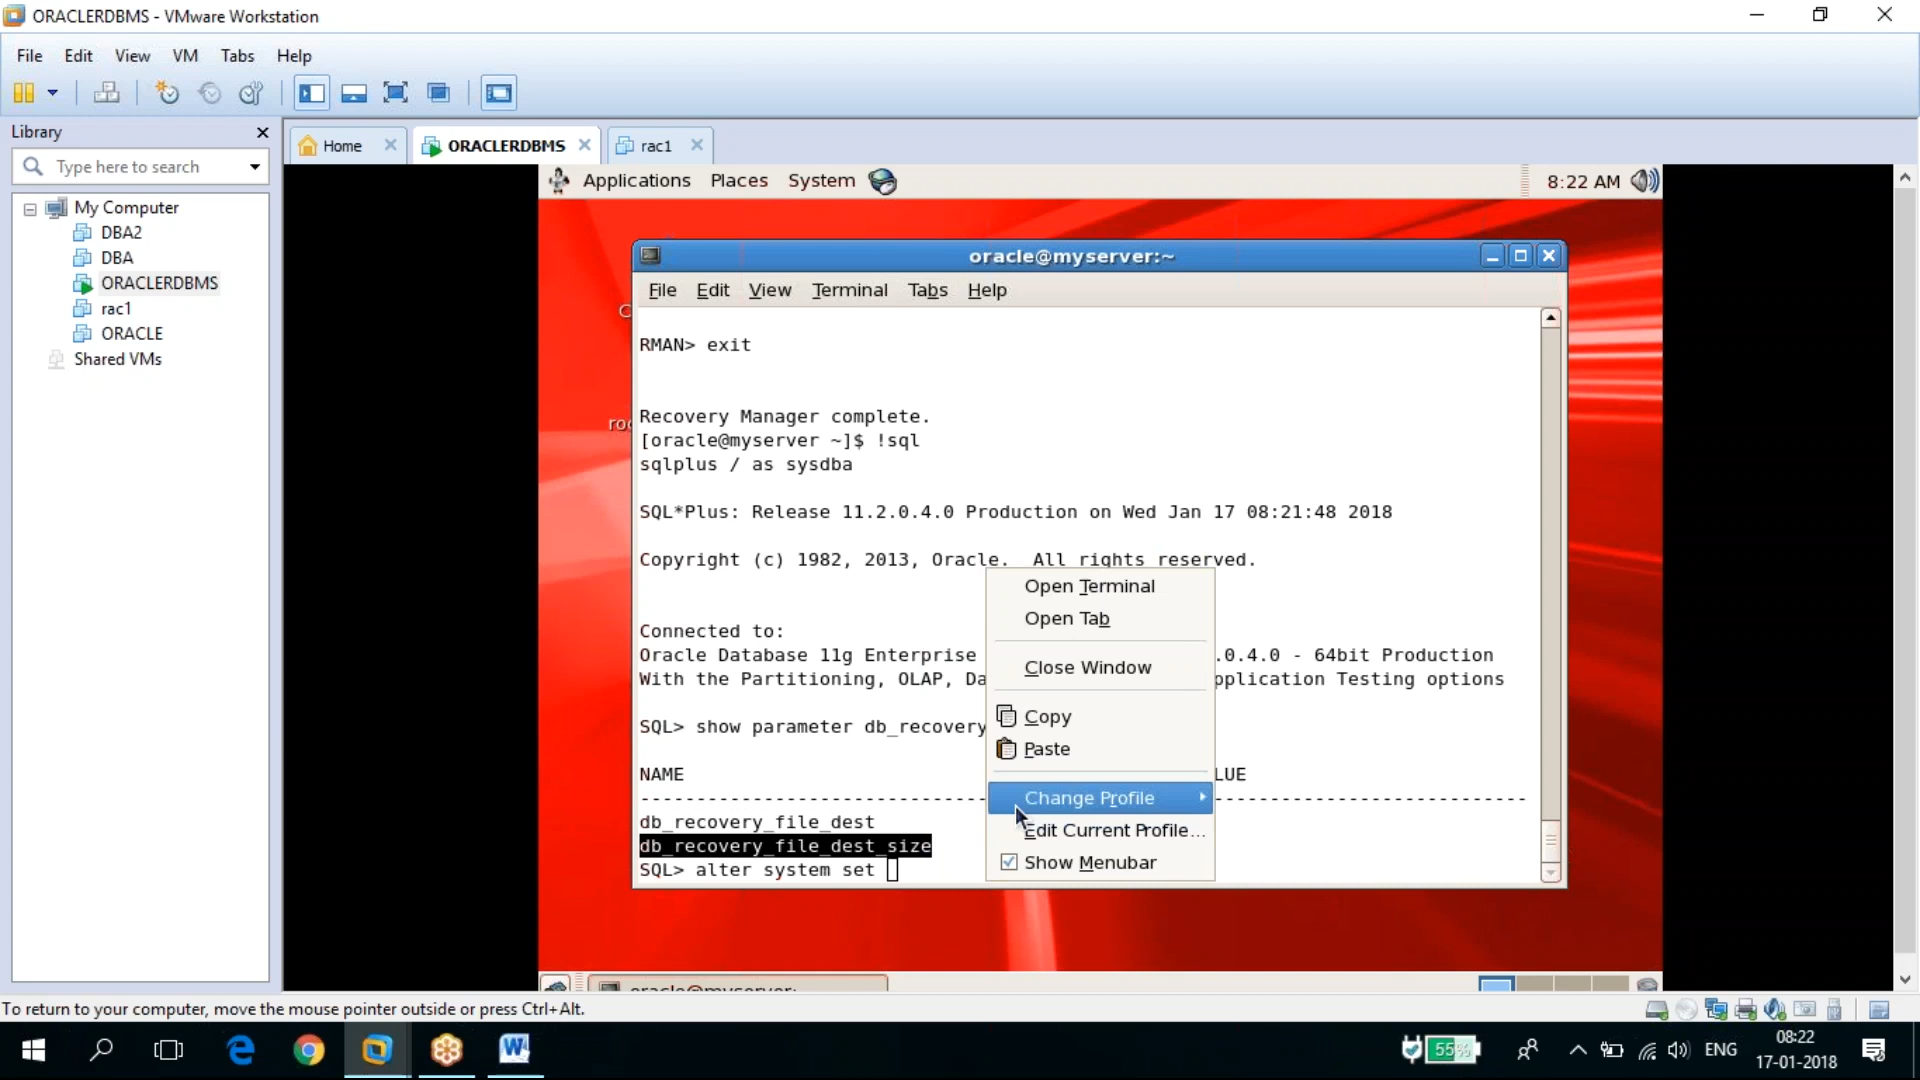 ORACLERDBMS - VMware Workstation
File Edit View VM Tabs Help
Library
Type here to search
My Computer
DBA2
DBA
ORACLERDBMS
rac1
ORACLE
Shared VMs
Home ORACLERDBMS rac1
Applications Places System 8:22 AM
oracle@myserver:~
File Edit View Terminal Tabs Help
RMAN> exit
Recovery Manager complete.
[oracle@myserver ~]$ !sql
sqlplus / as sysdba
SQL*Plus: Release 11.2.0.4.0 Production on Wed Jan 17 08:21:48 2018
Copyright (c) 1982, 2013, Oracle.  All rights reserved.
Connected to:
Oracle Database 11g Enterprise .0.4.0 - 64bit Production
With the Partitioning, OLAP, Da pplication Testing options
SQL> show parameter db_recovery
NAME LUE
db_recovery_file_dest
db_recovery_file_dest_size
SQL> alter system set
Open Terminal
Open Tab
Close Window
Copy
Paste
Change Profile
Edit Current Profile...
Show Menubar
To return to your computer, move the mouse pointer outside or press Ctrl+Alt.
55%
ENG
08:22
17-01-2018